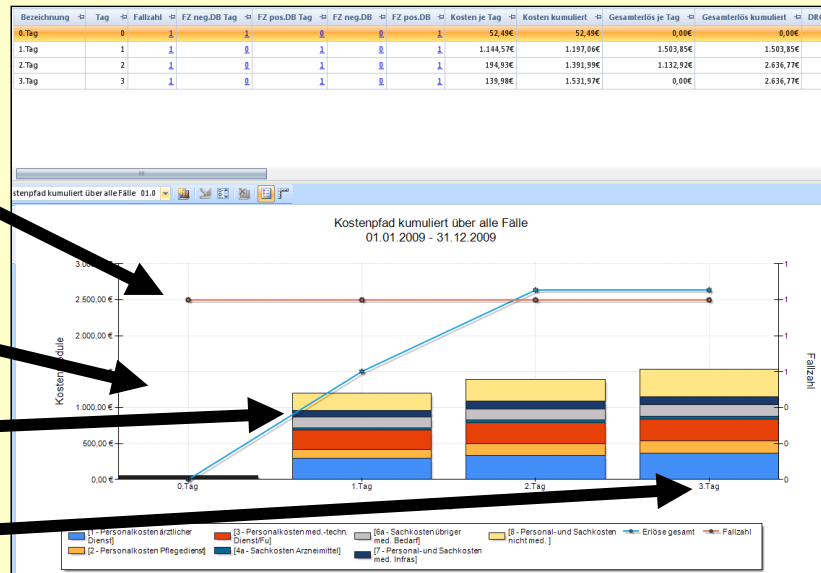 Bezeichnung Tag Fallzahl FZ neg.DB Tag FZ pos.DB Tag FZ neg.DB FZ pos.DB Kosten je Tag Kosten kumuliert Gesamterlös je Tag Gesamterlös kumuliert
0.Tag 0 1 1 0 0 1 52,49€ 52,49€ 0,00€ 0,00€
1.Tag 1 1 0 1 0 1 1.144,57€ 1.197,06€ 1.503,85€ 1.503,85€
2.Tag 2 1 0 1 0 1 194,93€ 1.391,99€ 1.132,92€ 2.636,77€
3.Tag 3 1 0 1 0 1 139,98€ 1.531,97€ 0,00€ 2.636,77€
stenpfad kumuliert über alle Fälle 01.0
Kostenpfad kumuliert über alle Fälle
01.01.2009 - 31.12.2009
1
2.500,00 € 1
2.000,00 € 1
1
1.000,00 € 0
500,00 € 0
0,00 € 0
Fallzahl
0.Tag 1.Tag 2.Tag 3.Tag
[1 - Personalkosten ärztlicher Dienst]
[2 - Personalkosten Pflegedienst]
[3 - Personalkosten med.-techn. Dienst/Fu]
[4a - Sachkosten Arzneimittel]
[6a - Sachkosten übriger med. Bedarf]
[7 - Personal-und Sachkosten med. Infras]
[8 - Personal-und Sachkosten nicht med. ]
Erlöse gesamt
Fallzahl